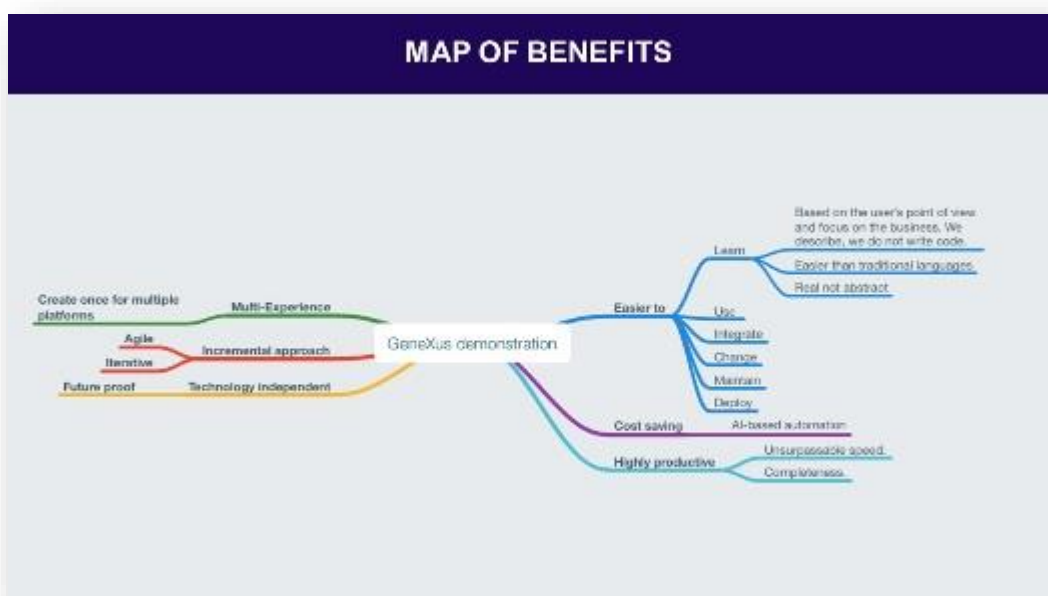 MAP OF BENEFITS
Create once for multiple
platforms
Multi-Experience
Agile
Iterative
Incremental approach
Future proof
Technology independent
GeneXus demonstration
Easier to
Learn
Based on the user's point of view
and focus on the business. We
describe, we do not write code.
Easier than traditional languages.
Real not abstract
Use
Integrate
Change
Maintain
Deploy
Cost saving
AI-based automation
Highly productive
Unsurpassable speed.
Completeness.